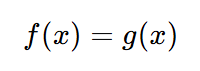 f(x) = g(x)